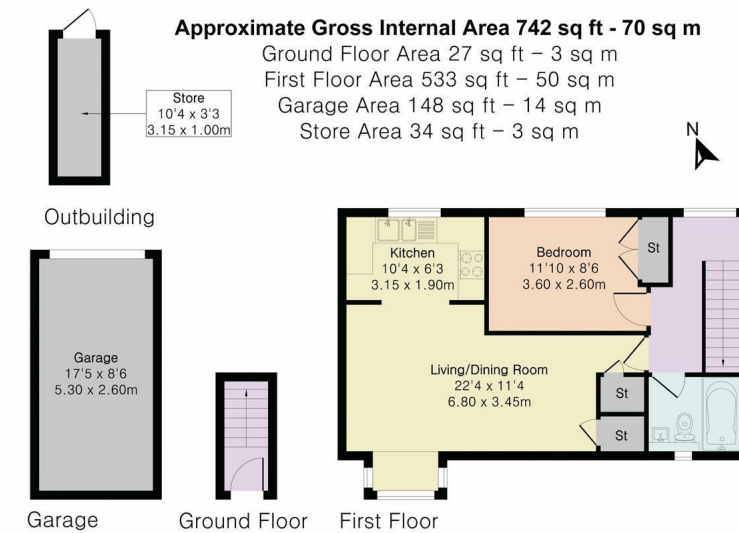 Approximate Gross Internal Area 742 sq ft - 70 sq m
Ground Floor Area 27 sq ft – 3 sq m
First Floor Area 533 sq ft – 50 sq m
Garage Area 148 sq ft – 14 sq m
Store Area 34 sq ft – 3 sq m
Store
10'4 x 3'3
3.15 x 1.00m
Outbuilding
N
Kitchen
10'4 x 6'3
3.15 x 1.90m
Bedroom
11'10 x 8'6
3.60 x 2.60m
St
Garage
17'5 x 8'6
5.30 x 2.60m
Living/Dining Room
22'4 x 11'4
6.80 x 3.45m
St
St
Garage
Ground Floor
First Floor